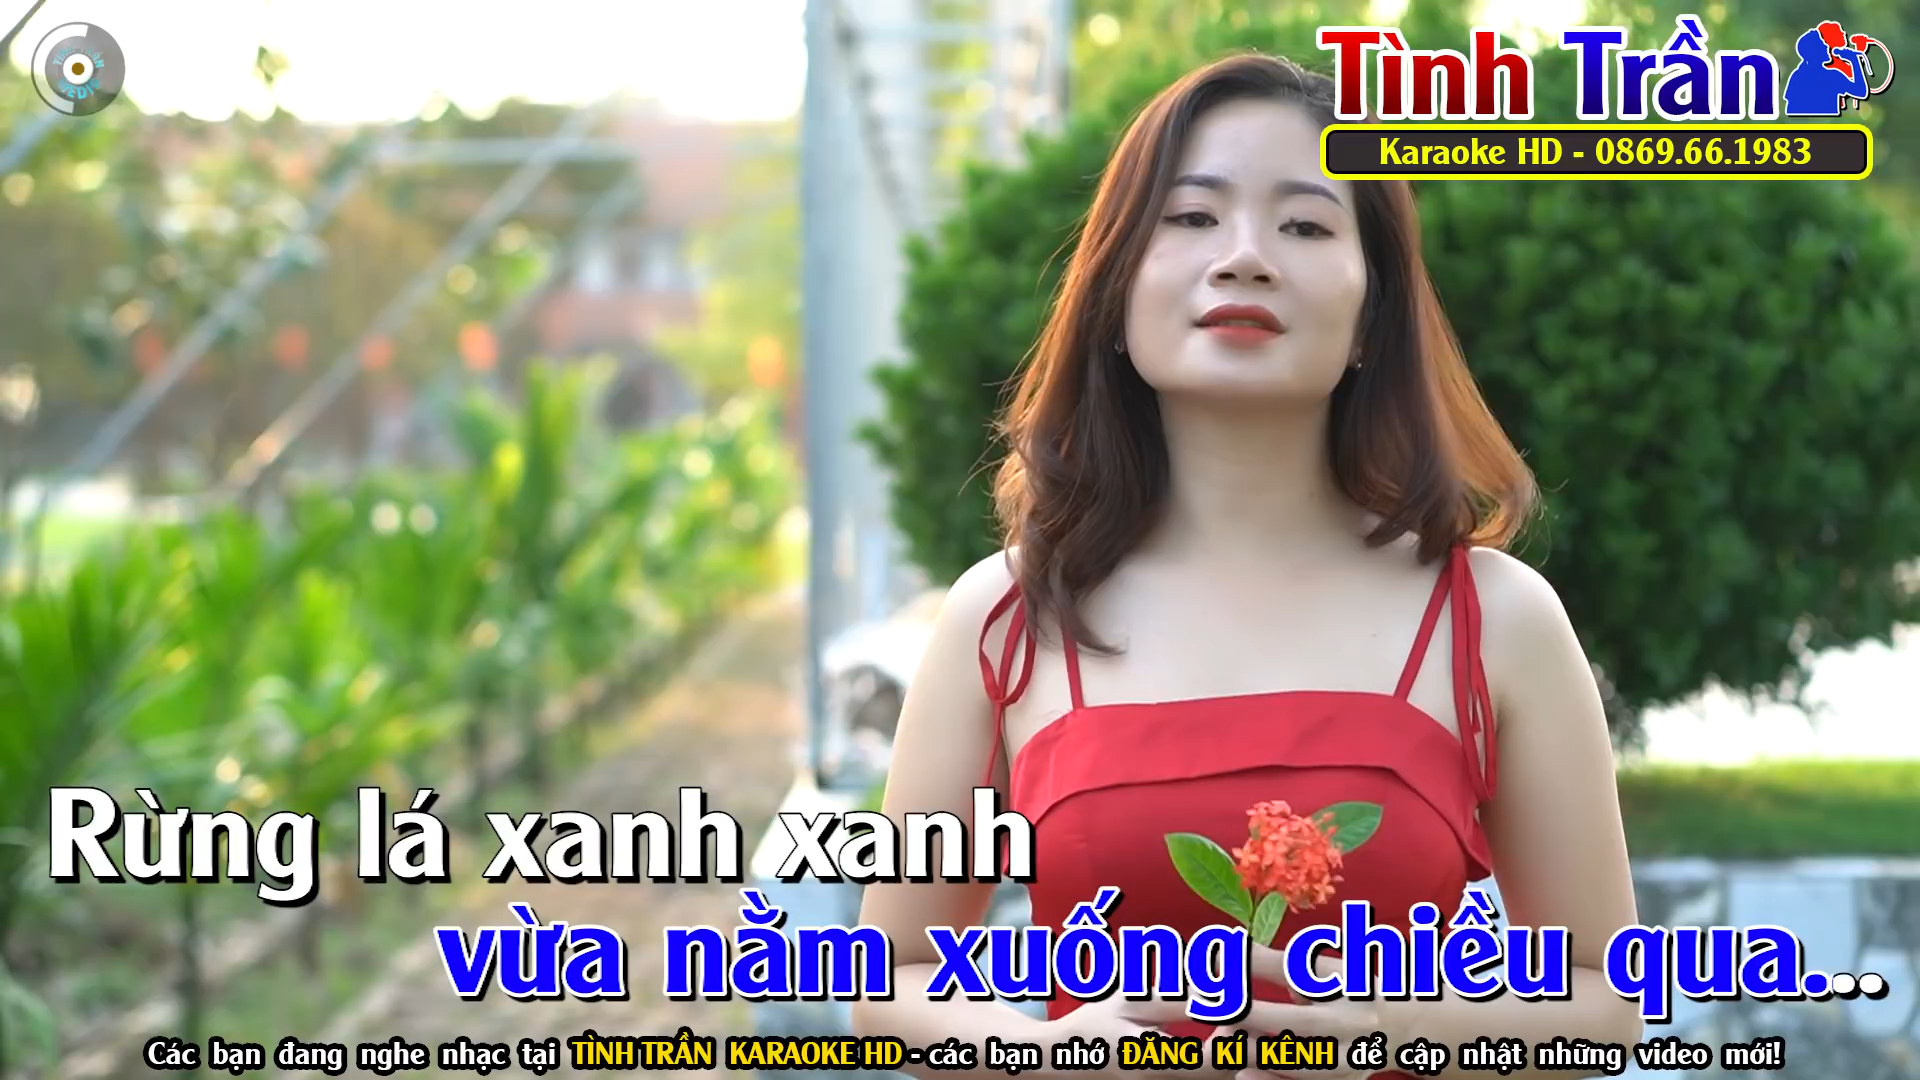 Tình Trần
Karaoke HD - 0869.66.1983
Rừng lá xanh xanh
vừa nằm xuống chiều qua...
Các bạn đang nghe nhạc tại TÌNH TRẦN KARAOKE HD - các bạn nhớ ĐĂNG KÍ KÊNH để cập nhật những video mới!